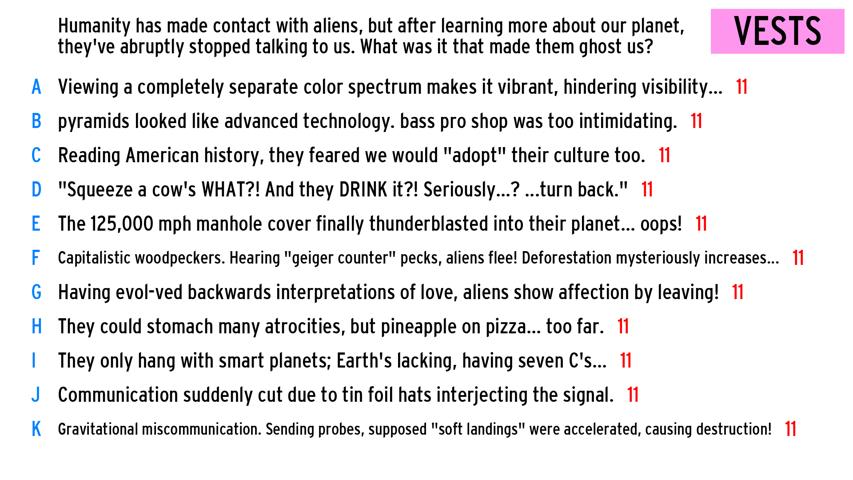 Humanity has made contact with aliens, but after learning more about our planet,
they've abruptly stopped talking to us. What was it that made them ghost us?
VESTS
A Viewing a completely separate color spectrum makes it vibrant, hindering visibility... 11
B pyramids looked like advanced technology. bass pro shop was too intimidating. 11
C Reading American history, they feared we would "adopt" their culture too. 11
D "Squeeze a cow's WHAT?! And they DRINK it?! Seriously...? ...turn back." 11
E The 125,000 mph manhole cover finally thunderblasted into their planet... oops! 11
F Capitalistic woodpeckers. Hearing "geiger counter" pecks, aliens flee! Deforestation mysteriously increases... 11
G Having evol-ved backwards interpretations of love, aliens show affection by leaving! 11
H They could stomach many atrocities, but pineapple on pizza... too far. 11
I They only hang with smart planets; Earth's lacking, having seven C's... 11
J Communication suddenly cut due to tin foil hats interjecting the signal. 11
K Gravitational miscommunication. Sending probes, supposed "soft landings" were accelerated, causing destruction! 11